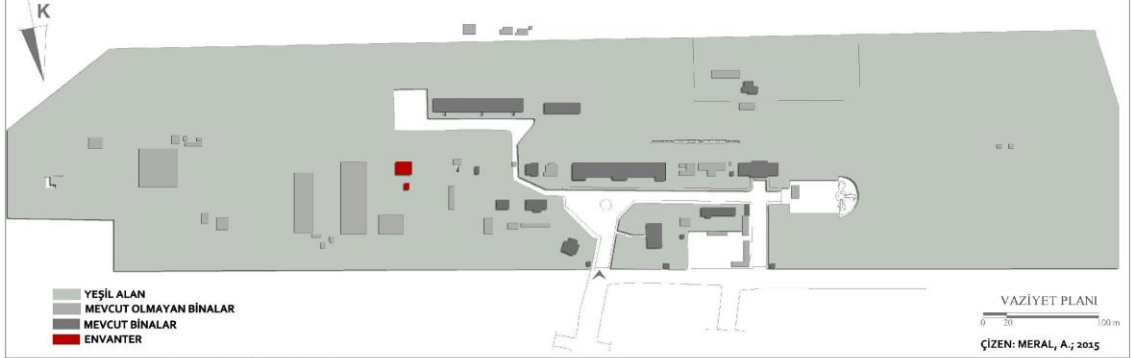 K
YEŞİL ALAN
MEVCUT OLMAYAN BİNALAR
MEVCUT BİNALAR
ENVANTER
VAZİYET PLANI
0 20 100 m
ÇİZEN: MERAL, A.; 2015